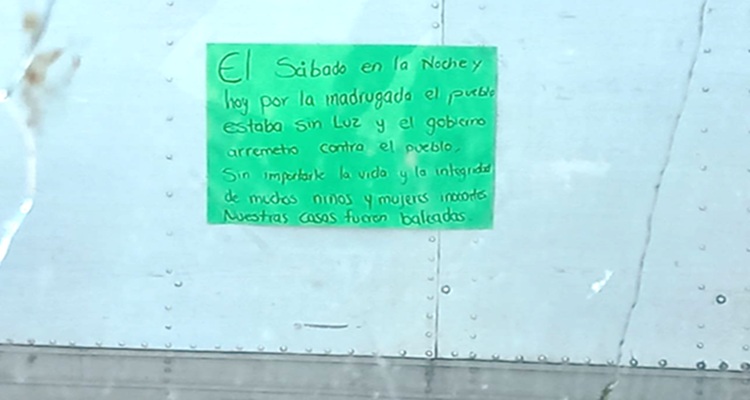 El Sábado en la Noche y
hoy por la madrugada el pueblo
estaba sin Luz y el gobierno
arremetio contra el pueblo.
Sin importarle la vida y la integridad
de muchos niños y mujeres inocentes
Nuestras casas fueron baleadas.